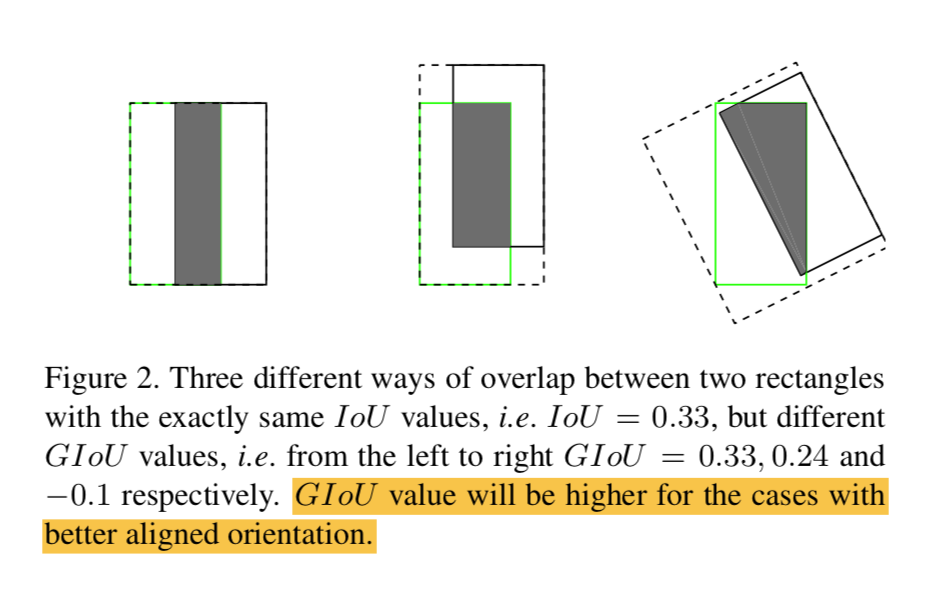 Figure 2. Three different ways of overlap between two rectangles
with the exactly same IoU values, i.e. IoU = 0.33, but different
GIoU values, i.e. from the left to right GIoU = 0.33, 0.24 and
−0.1 respectively. GIoU value will be higher for the cases with
better aligned orientation.